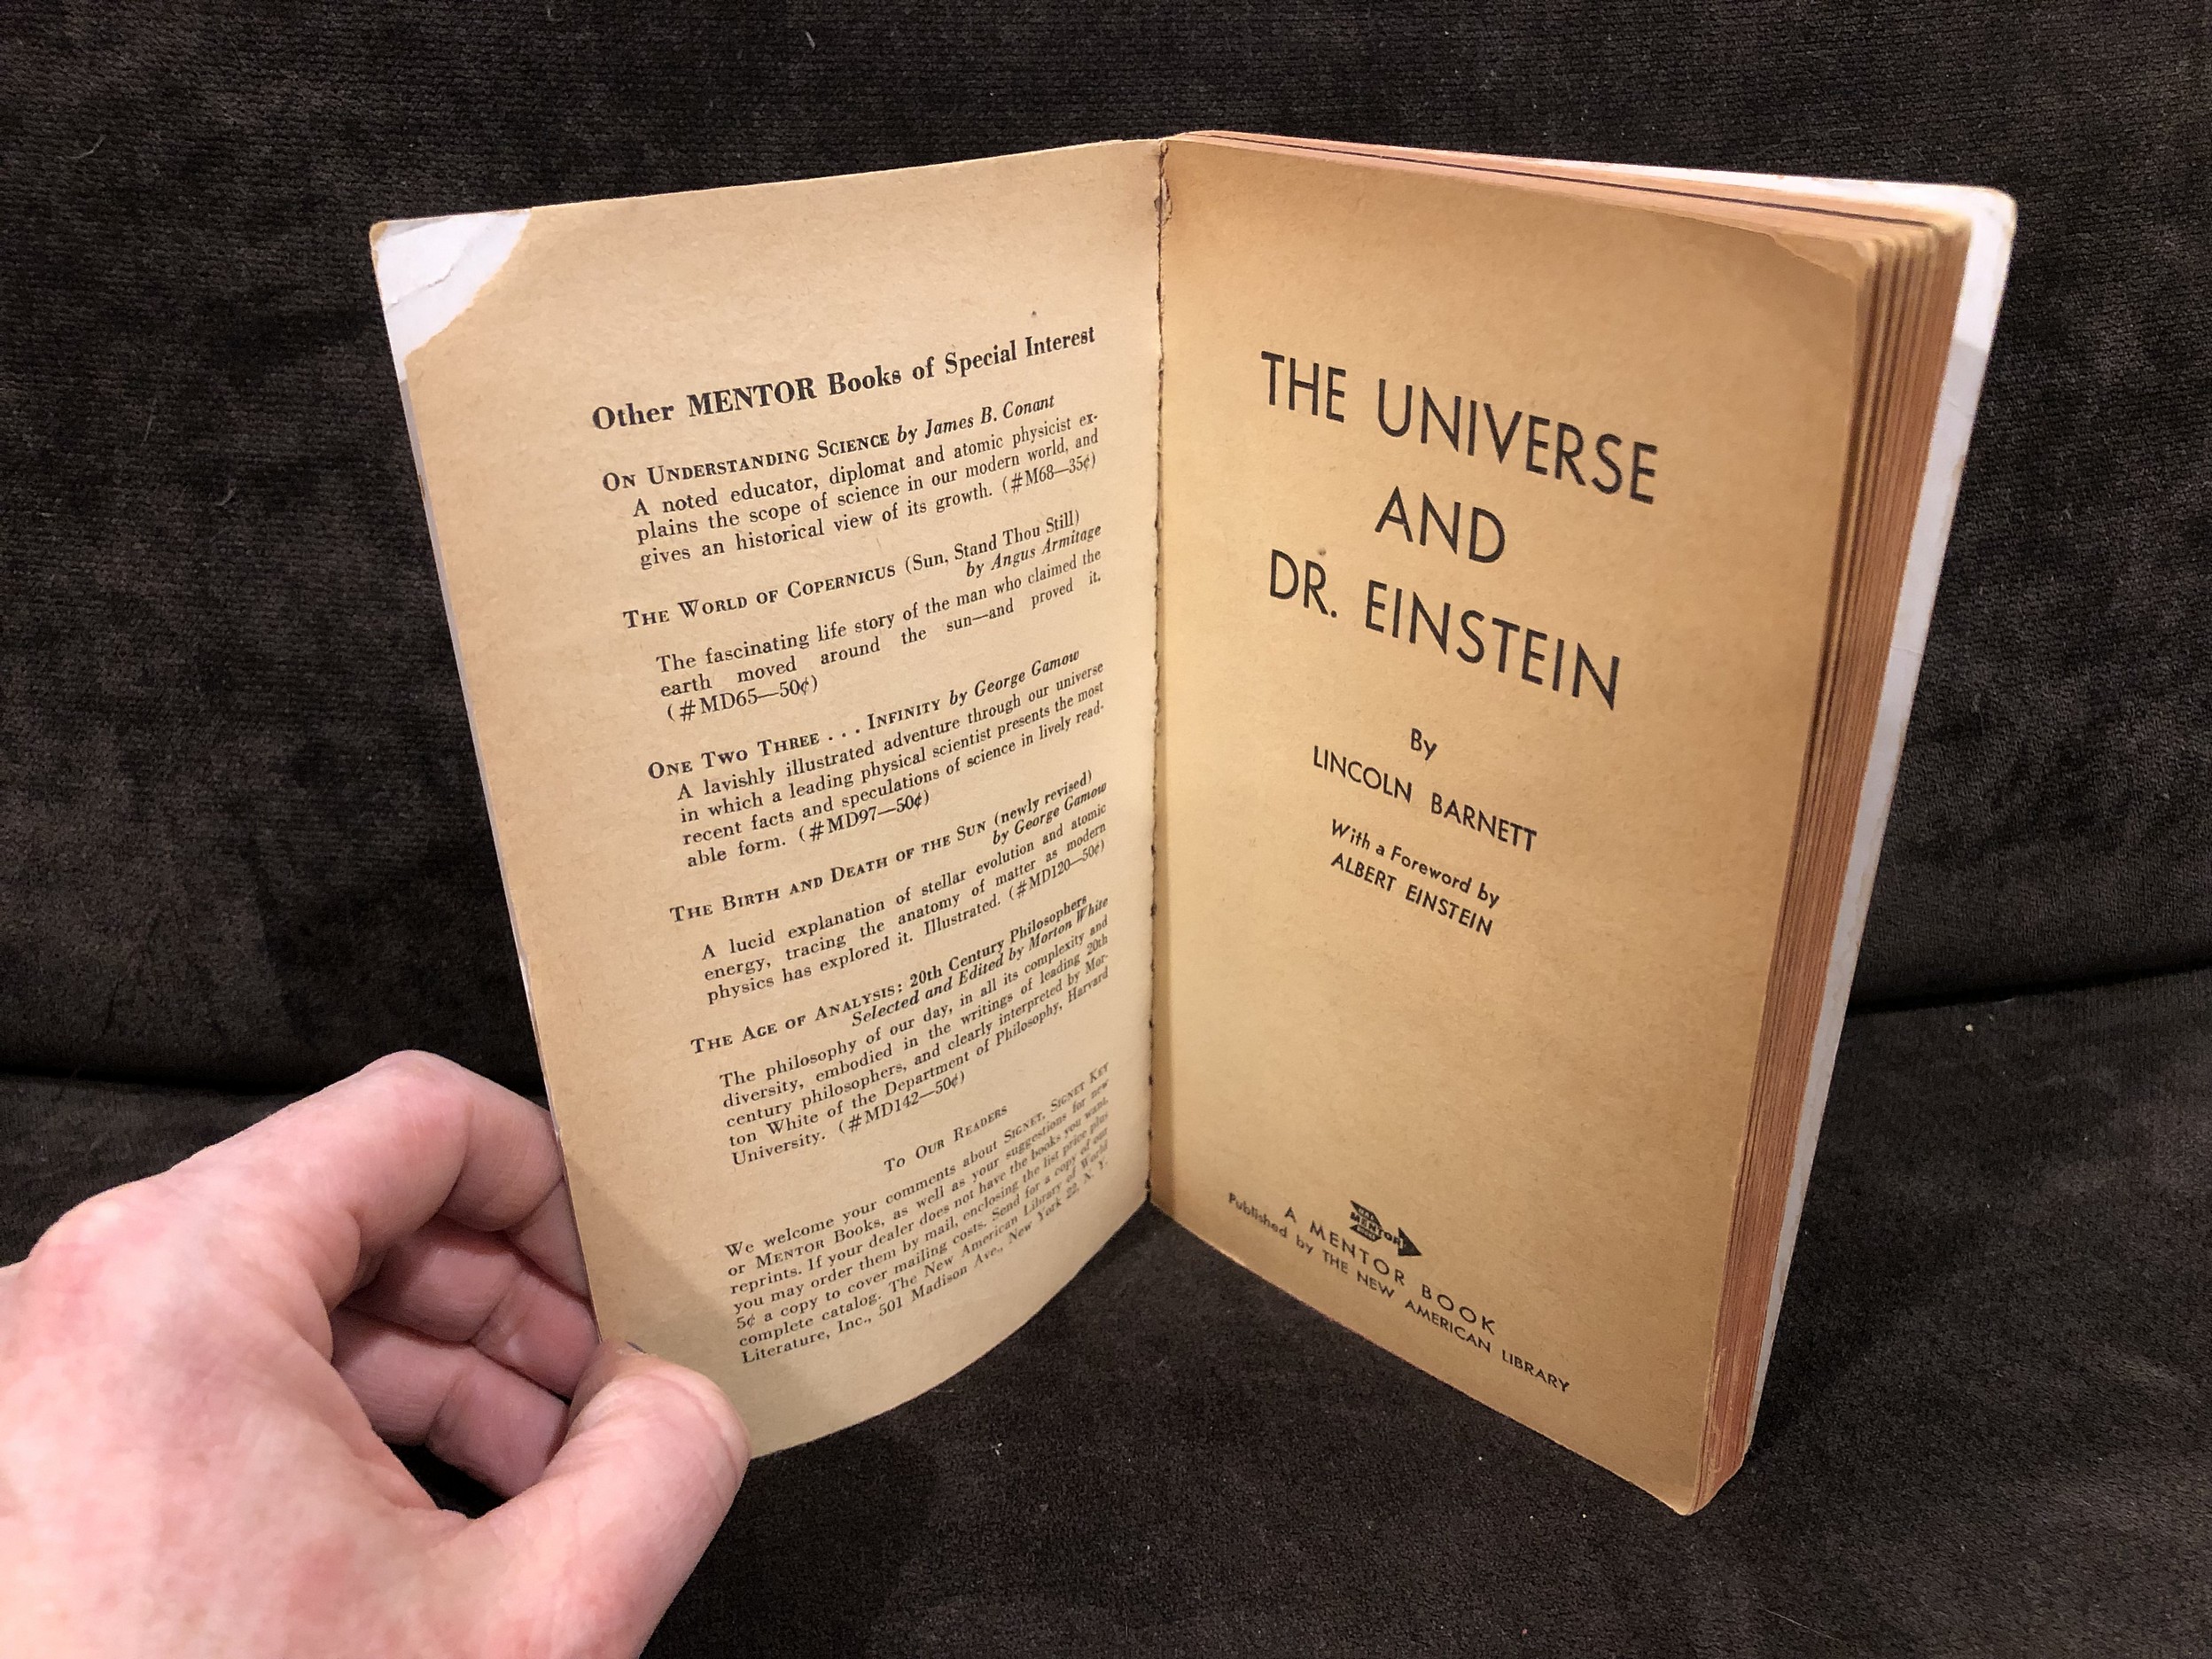 Other MENTOR Books of Special Interest
ON UNDERSTANDING SCIENCE by James B. Conant
A noted educator, diplomat and atomic physicist ex-
plains the scope of science in our modern world, and
gives an historical view of its growth. (#M68—35¢)
THE WORLD OF COPERNICUS (Sun, Stand Thou Still)
by Angus Armitage
The fascinating life story of the man who claimed the
earth moved around the sun—and proved it.
(#MD65—50¢)
ONE TWO THREE . . . INFINITY by George Gamow
A lavishly illustrated adventure through our universe
in which a leading physical scientist presents the most
recent facts and speculations of science in lively read-
able form. (#MD97—50¢)
THE BIRTH AND DEATH OF THE SUN (newly revised)
by George Gamow
A lucid explanation of stellar evolution and atomic
energy, tracing the anatomy of matter as modern
physics has explored it. Illustrated. (#MD120—50¢)
THE AGE OF ANALYSIS: 20th Century Philosophers
Selected and Edited by Morton White
The philosophy of our day, in all its complexity and
diversity, embodied in the writings of leading 20th
century philosophers, and clearly interpreted by Mor-
ton White of the Department of Philosophy, Harvard
University. (#MD142—50¢)
TO OUR READERS
We welcome your comments about SIGNET, SIGNET KEY
or MENTOR Books, as well as your suggestions for new
reprints. If your dealer does not have the books you want,
you may order them by mail, enclosing the list price plus
5¢ a copy to cover mailing costs. Send for a copy of our
complete catalog. The New American Library of World
Literature, Inc., 501 Madison Ave., New York 22, N. Y.
THE UNIVERSE
AND
DR. EINSTEIN
By
LINCOLN BARNETT
With a Foreword by
ALBERT EINSTEIN
MENTOR
A MENTOR BOOK
Published by THE NEW AMERICAN LIBRARY